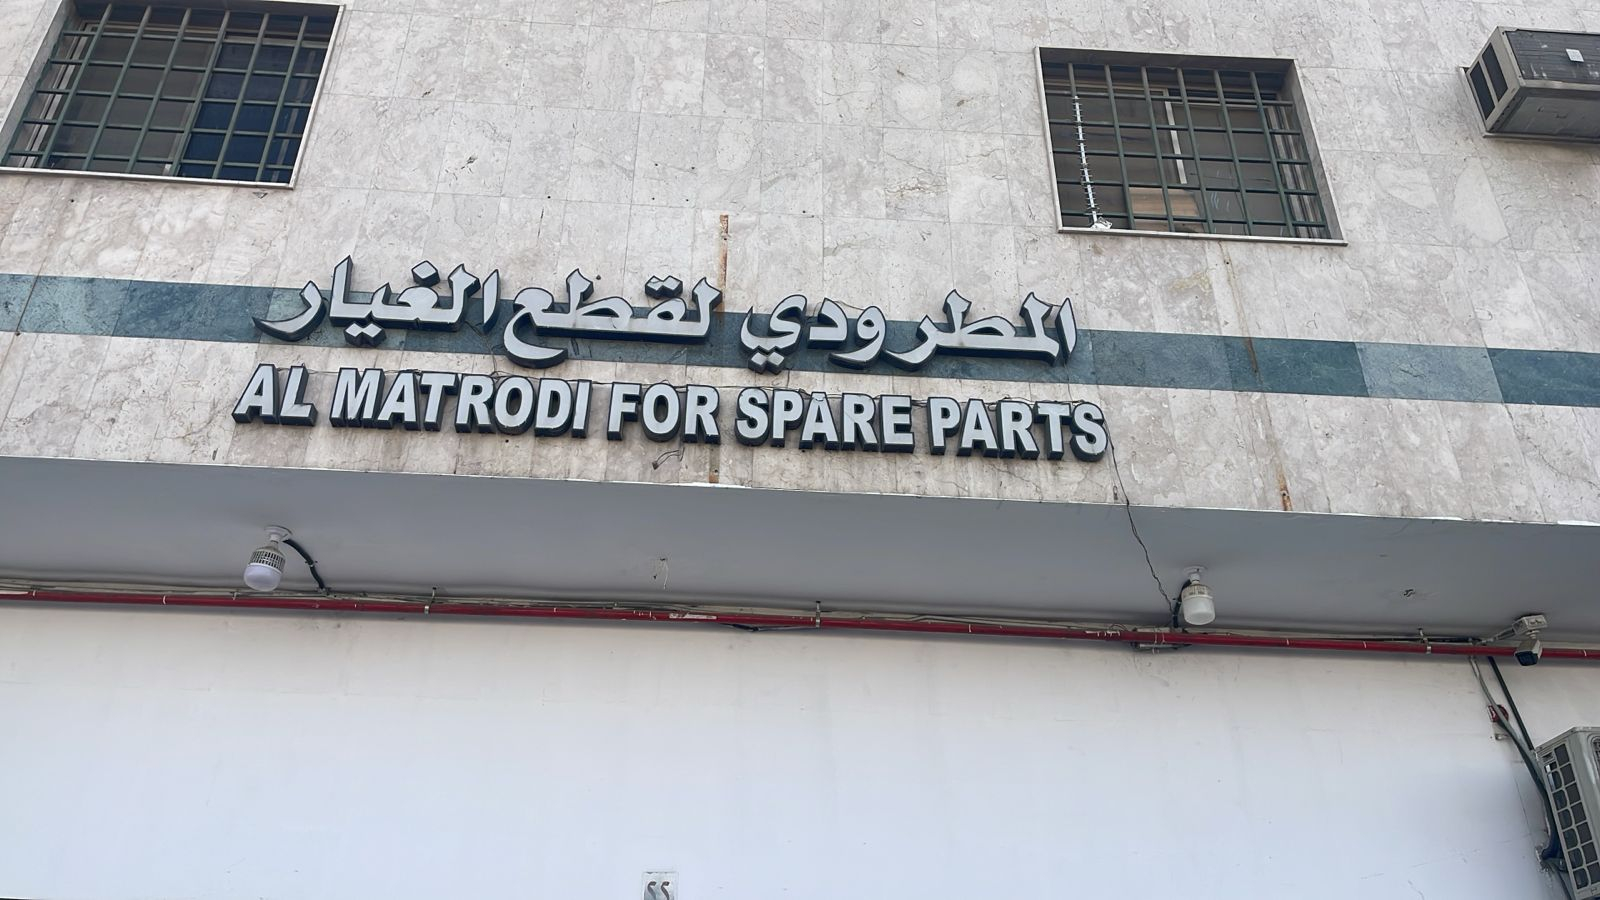 المطرودي لقطع الغيار
AL MATRODI FOR SPARE PARTS